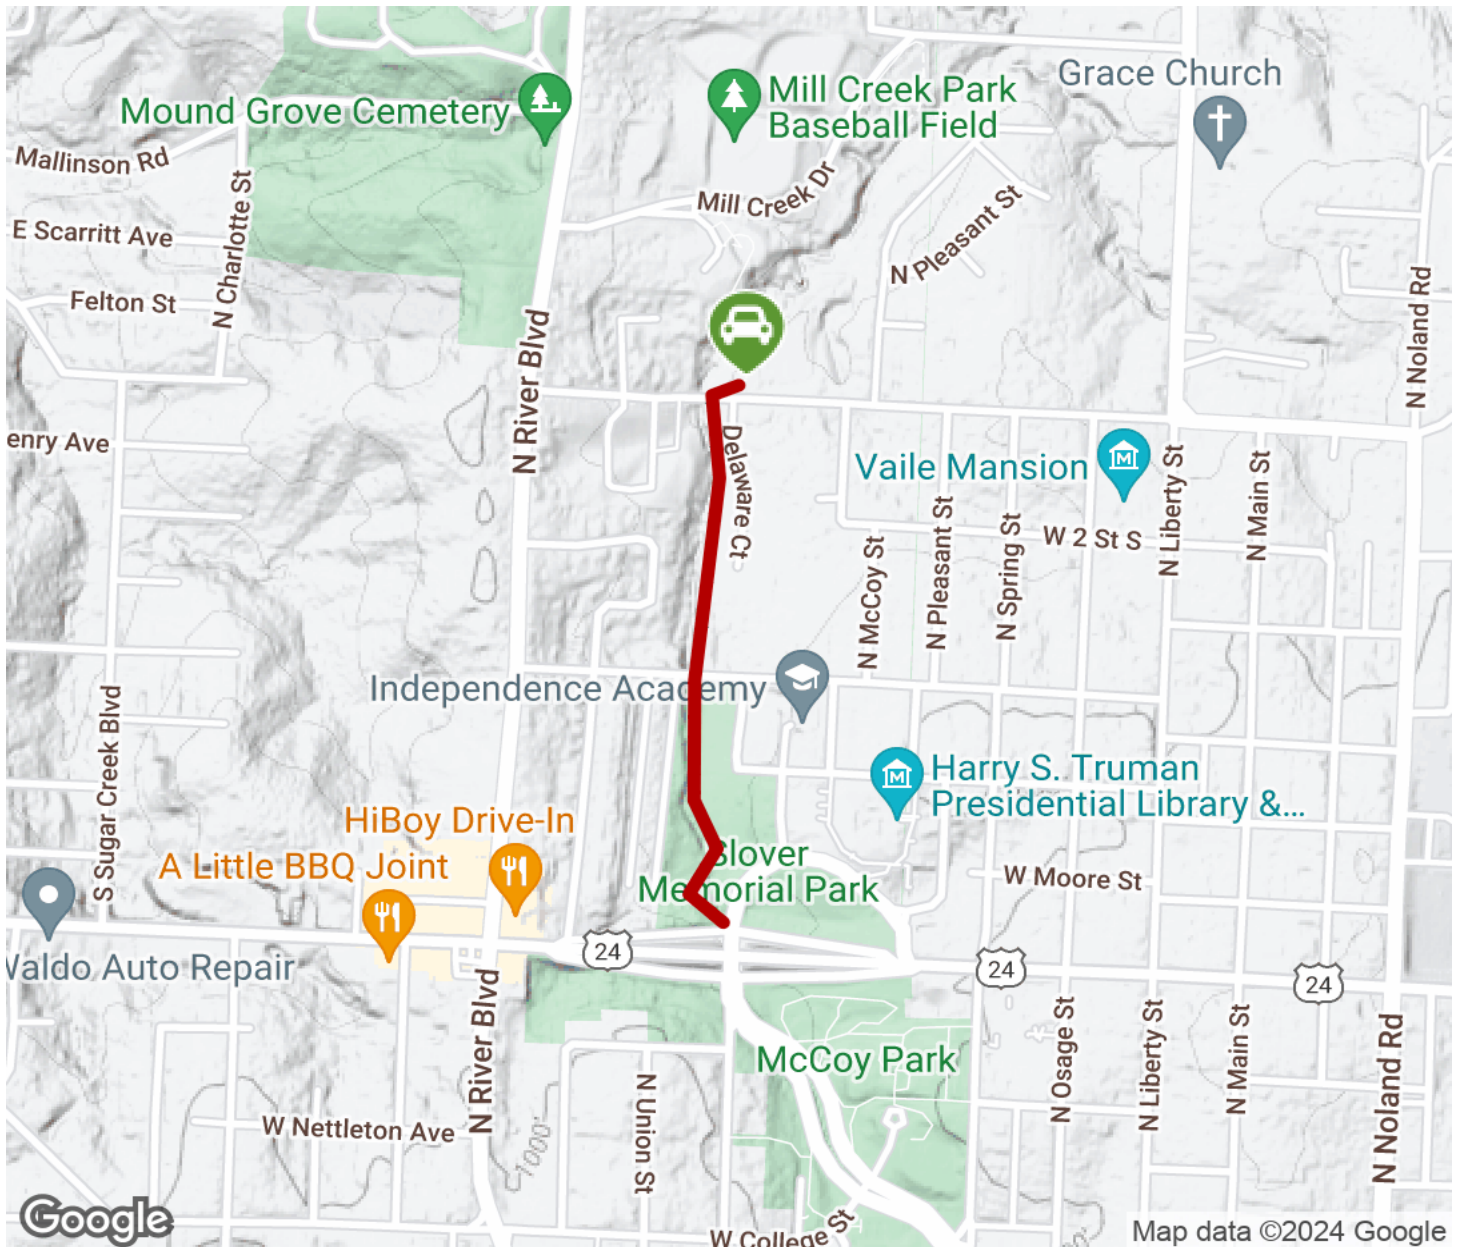 Grace Church
Mill Creek Park
Baseball Field
Mound Grove Cemetery
Mallinson Rd
Mill Creek Dr
N Charlotte St
E Scarritt Ave
N Pleasant St
Felton St
N River Blvd
N Noland Rd
enry Ave
Delaware Ct
Vaile Mansion
M
N Liberty St
N Main St
W 2 St S
N Pleasant St
N Spring St
N McCoy St
Independence Academy
S Sugar Creek Blvd
Harry S. Truman
Presidential Library &...
M
HiBoy Drive-In
A Little BBQ Joint
Slover
Memorial Park
W Moore St
24
24
24
Waldo Auto Repair
N River Blvd
McCoy Park
N Osage St
N Liberty St
N Main St
N Noland Rd
N Union St
W Nettleton Ave
1000'
W College St
Google
Map data ©2024 Google